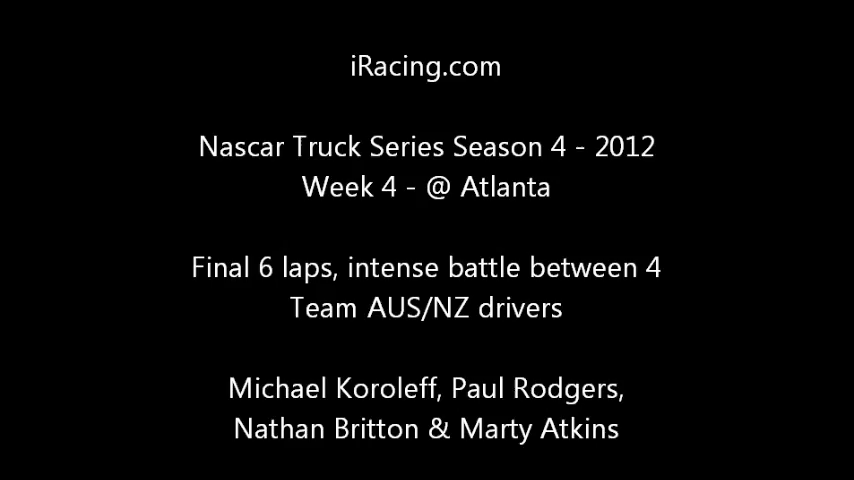 iRacing.com
Nascar Truck Series Season 4 - 2012
Week 4 - @ Atlanta
Final 6 laps, intense battle between 4
Team AUS/NZ drivers
Michael Koroleff, Paul Rodgers,
Nathan Britton & Marty Atkins